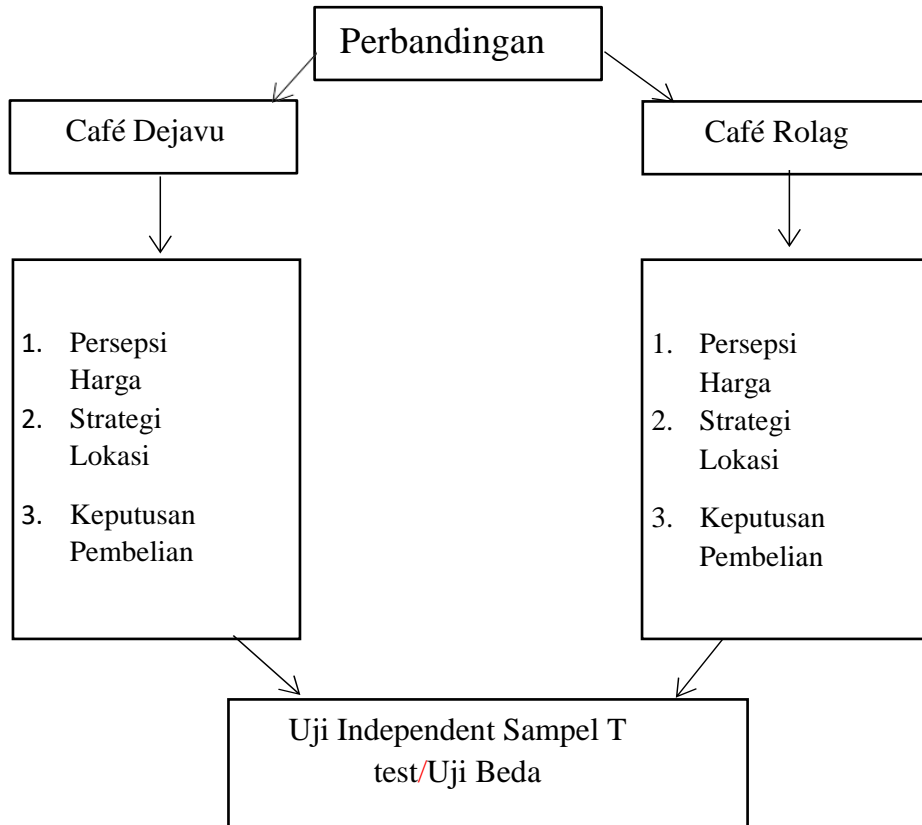 Perbandingan
Café Dejavu
Café Rolag
1. Persepsi
Harga
2. Strategi
Lokasi
3. Keputusan
Pembelian
1. Persepsi
Harga
2. Strategi
Lokasi
3. Keputusan
Pembelian
Uji Independent Sampel T
test/Uji Beda